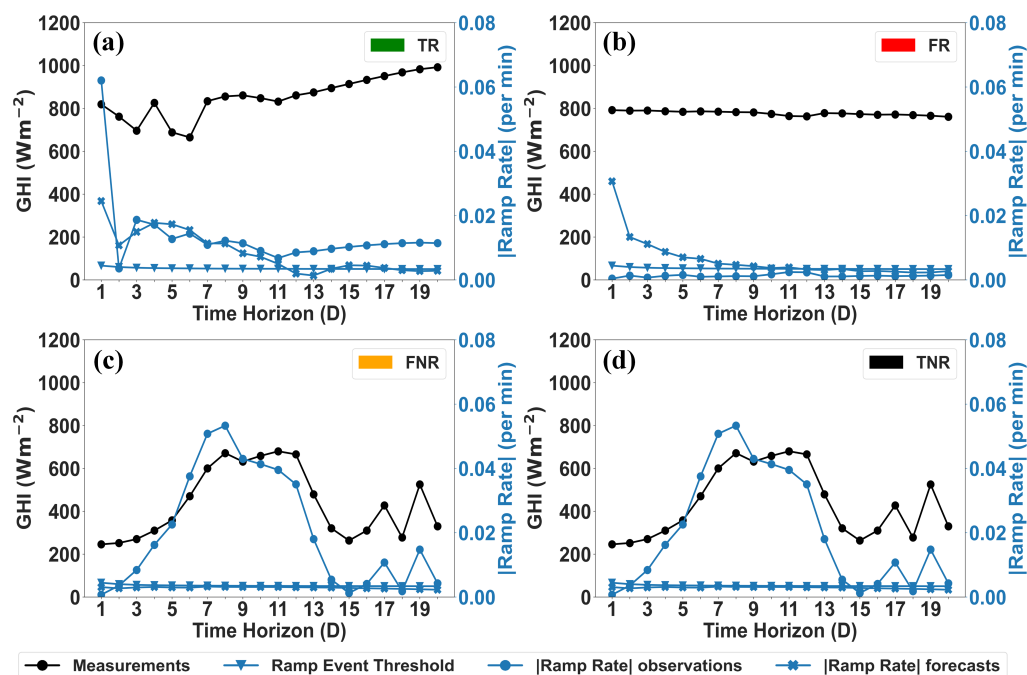 (a)
TR
GHI (Wm−2)
1200
1000
800
600
400
200
0
1 3 5 7 9 11 13 15 17 19
Time Horizon (D)
0.08
0.06
0.04
0.02
0.00
|Ramp Rate| (per min)
(b)
FR
GHI (Wm−2)
1200
1000
800
600
400
200
0
1 3 5 7 9 11 13 15 17 19
Time Horizon (D)
0.08
0.06
0.04
0.02
0.00
|Ramp Rate| (per min)
(c)
FNR
GHI (Wm−2)
1200
1000
800
600
400
200
0
1 3 5 7 9 11 13 15 17 19
Time Horizon (D)
0.08
0.06
0.04
0.02
0.00
|Ramp Rate| (per min)
(d)
TNR
GHI (Wm−2)
1200
1000
800
600
400
200
0
1 3 5 7 9 11 13 15 17 19
Time Horizon (D)
0.08
0.06
0.04
0.02
0.00
|Ramp Rate| (per min)
Measurements Ramp Event Threshold |Ramp Rate| observations |Ramp Rate| forecasts